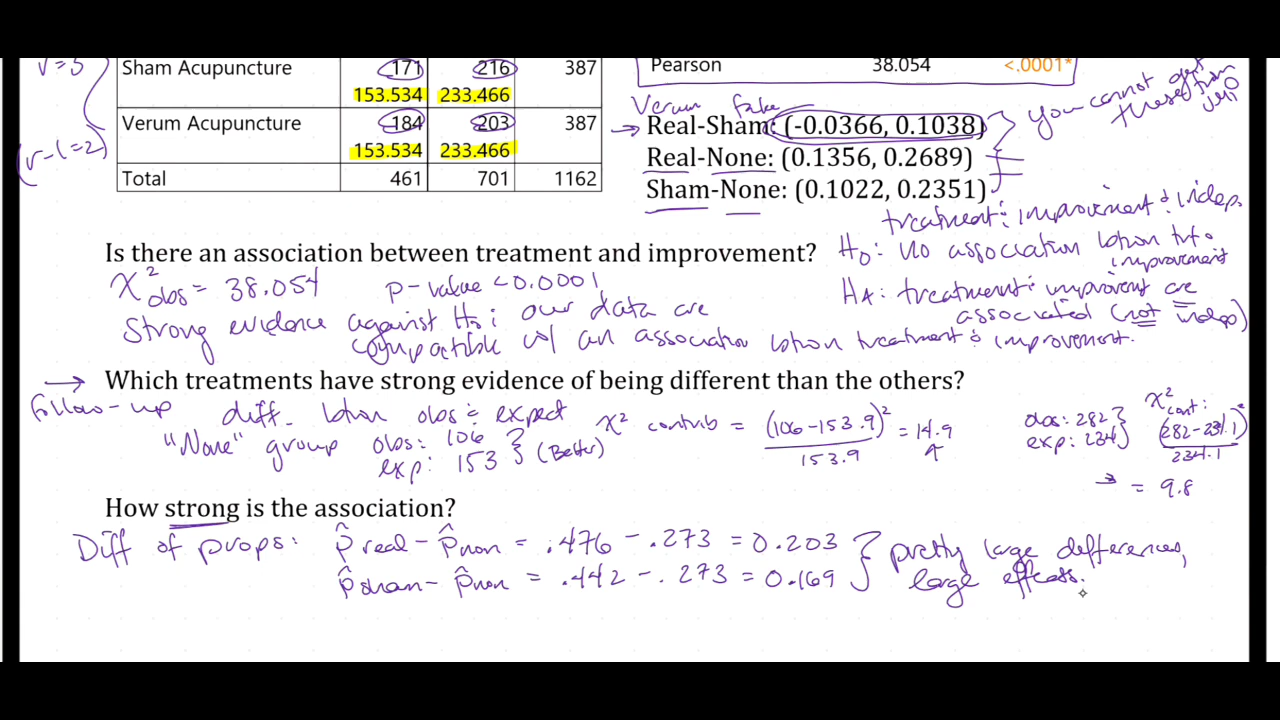 r=3
Sham Acupuncture 171 216 387
153.534 233.466
Verum Acupuncture 184 203 387
153.534 233.466
(r-1=2)
Total 461 701 1162
Pearson 38.054 <.0001*
Verum fake
→ Real-Sham: (-0.0366, 0.1038)
Real-None: (0.1356, 0.2689)
Sham-None: (0.1022, 0.2351)
you cannot get
these from
JMP
Is there an association between treatment and improvement?
χ²obs = 38.054 p-value <0.0001
Strong evidence against H₀; our data are
compatible w/ an association btwn treatment & improvement.
treatment & improvement & indep.
H₀: no association btwn trt &
improvement
HA: treatment & improvement are
associated (not indep)
→ Which treatments have strong evidence of being different than the others?
follow-up diff. btwn obs & expect
"None" group obs: 106
exp: 153 } (Better)
χ² contrib = (106-153.9)² / 153.9 = 14.9
obs: 282
exp: 234 }
χ² cont:
(282-234.1)² / 234.1
→ = 9.8
How strong is the association?
Diff of props: p̂real - p̂non = .476 - .273 = 0.203
p̂sham - p̂non = .442 - .273 = 0.169
} pretty large differences,
large effects.